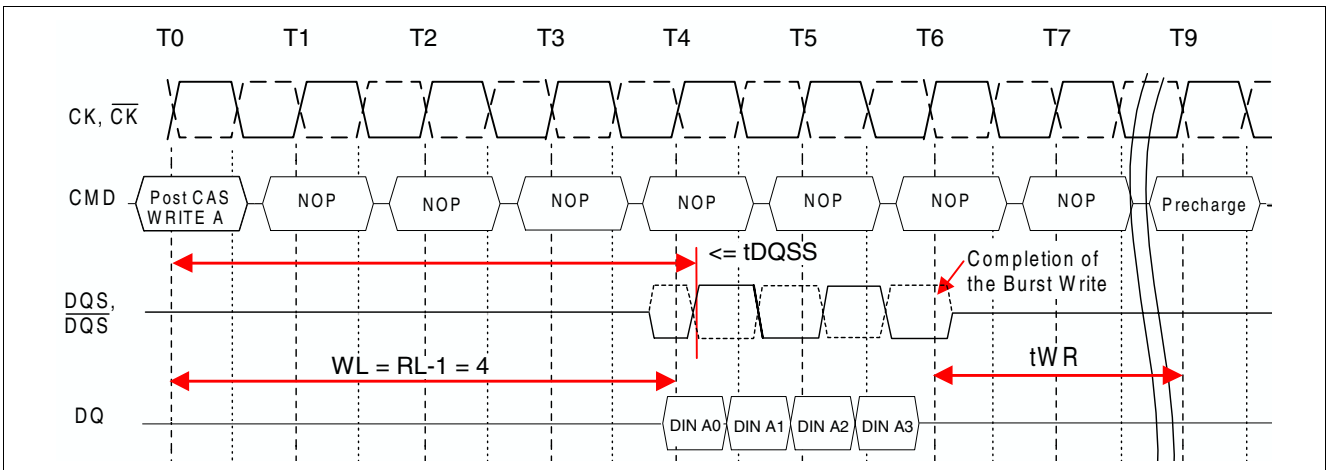 T0 T1 T2 T3 T4 T5 T6 T7 T9
CK, CK
CMD Post CAS WRITE A NOP NOP NOP NOP NOP NOP NOP Precharge
<= tDQSS
Completion of
the Burst Write
DQS,
DQS
WL = RL-1 = 4
tWR
DQ DIN A0 DIN A1 DIN A2 DIN A3